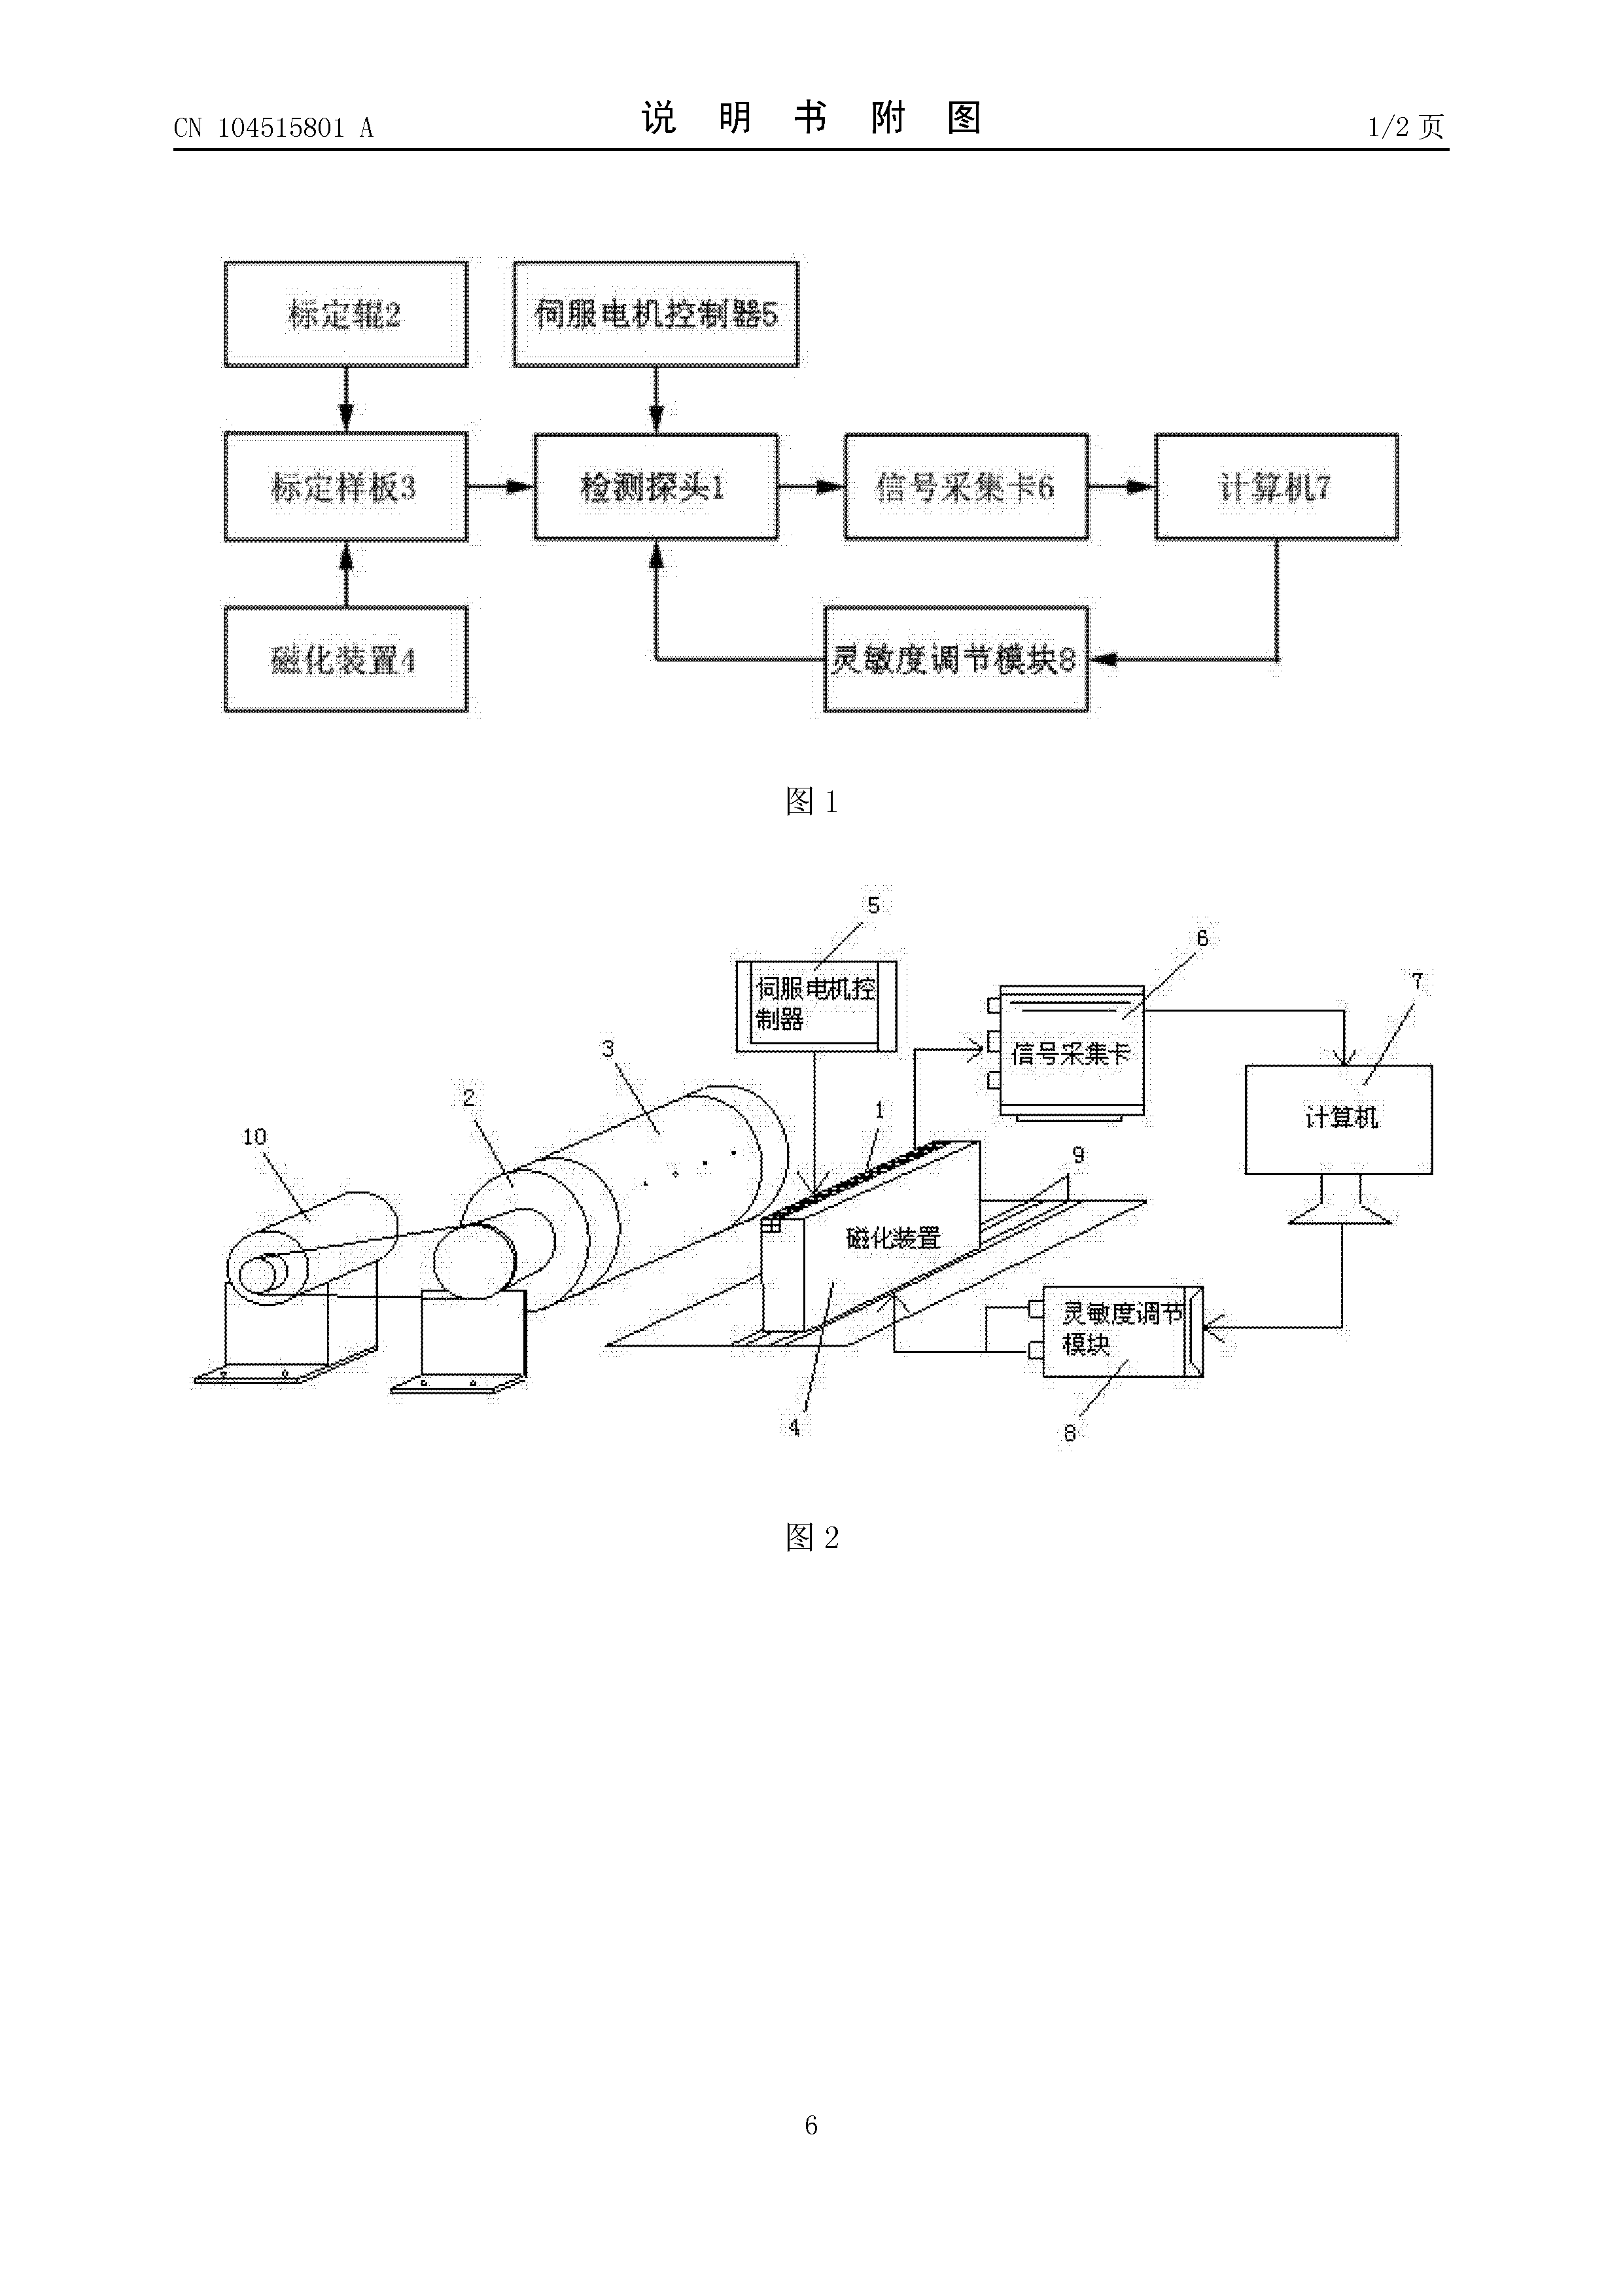 CN 104515801 A
说明书附图
1/2 页
标定辊2
伺服电机控制器5
标定样板3
检测探头1
信号采集卡6
计算机7
磁化装置4
灵敏度调节模块8
图 1
5
6
7
伺服电机控
制器
3
信号采集卡
2
1
计算机
10
9
磁化装置
灵敏度调节
模块
4
8
图 2
6